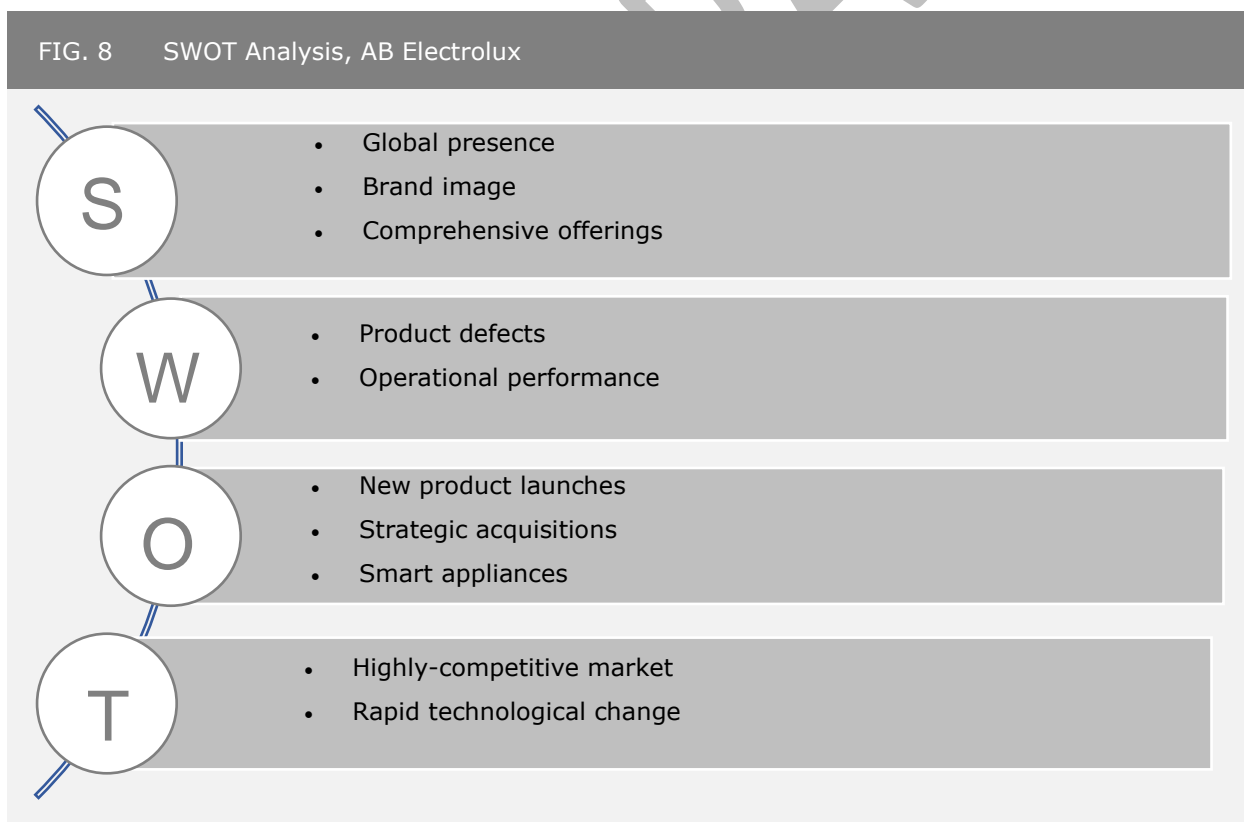 FIG. 8 SWOT Analysis, AB Electrolux
S
• Global presence
• Brand image
• Comprehensive offerings
W
• Product defects
• Operational performance
O
• New product launches
• Strategic acquisitions
• Smart appliances
T
• Highly-competitive market
• Rapid technological change